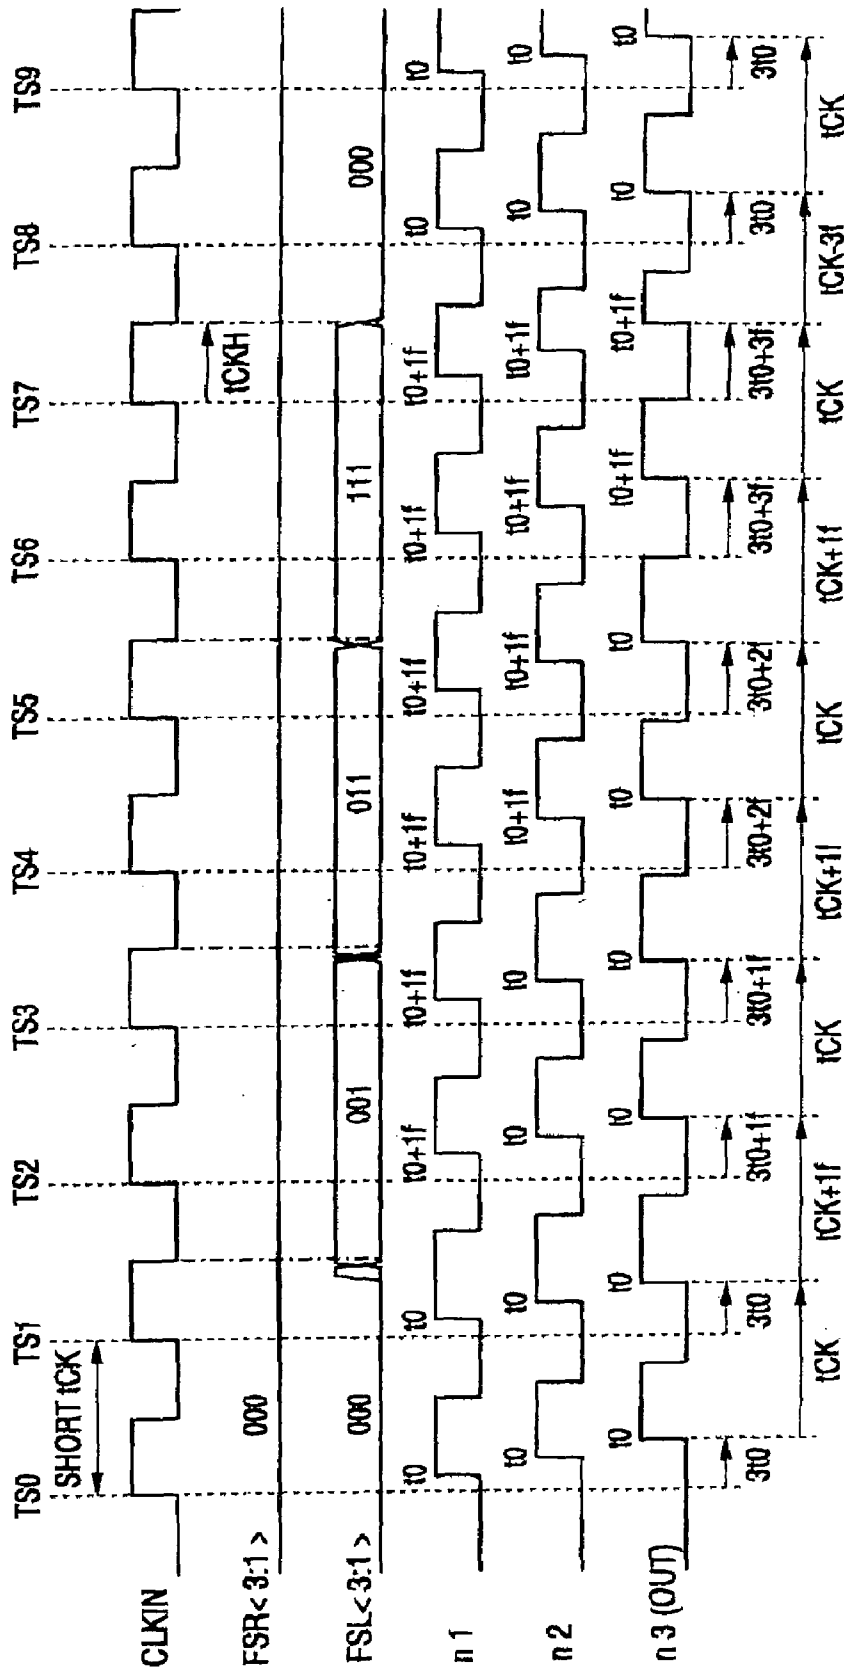 TS0 TS1 TS2 TS3 TS4 TS5 TS6 TS7 TS8 TS9
SHORT tCK
CLKIN
tCKH
FSR< 3:1 > 000
FSL< 3:1 > 000 001 011 111 000
n 1 t0 t0 t0+1f t0+1f t0+1f t0+1f t0+1f t0+1f t0 t0
n 2 t0 t0 t0 t0 t0+1f t0+1f t0+1f t0+1f t0 t0
n 3 (OUT) t0 t0 t0 t0 t0 t0 t0+1f t0+1f t0 t0
3t0 3t0 3t0+1f 3t0+1f 3t0+2f 3t0+2f 3t0+3f 3t0+3f 3t0 3t0
tCK tCK+1f tCK tCK+1f tCK tCK+1f tCK tCK-3f tCK